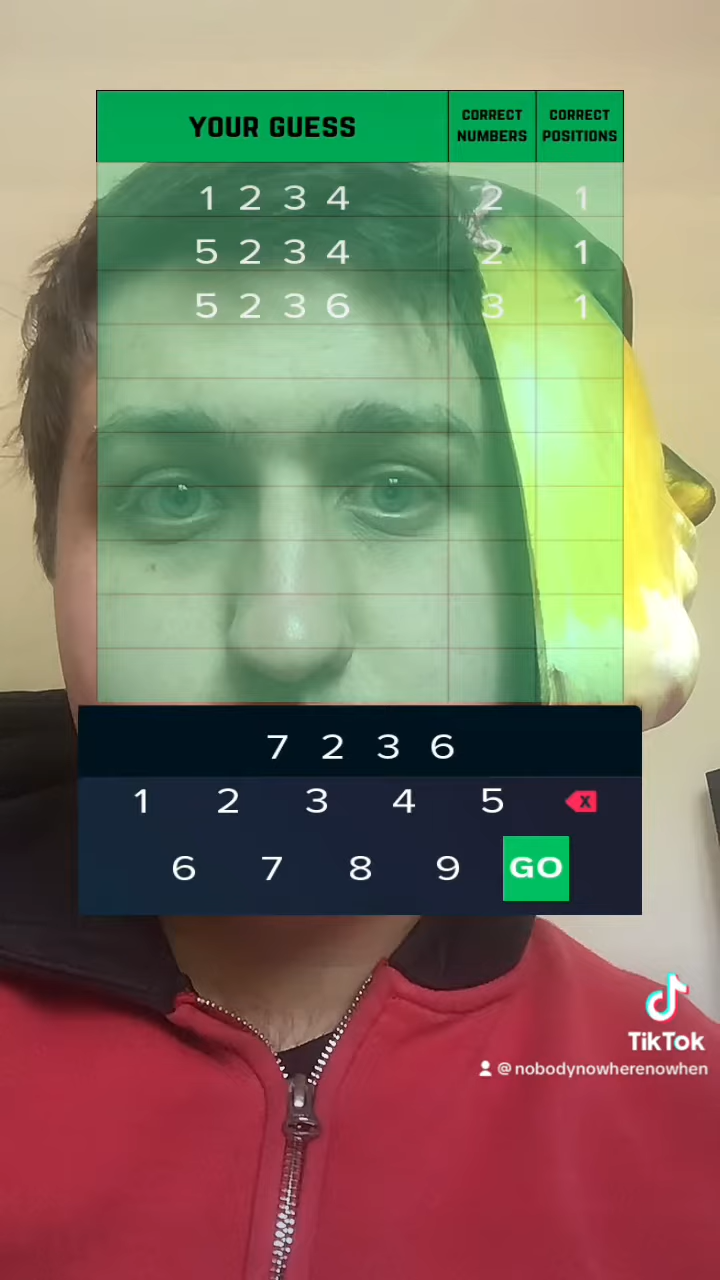 YOUR GUESS CORRECT NUMBERS CORRECT POSITIONS
1 2 3 4 2 1
5 2 3 4 2 1
5 2 3 6 3 1
7 2 3 6
1 2 3 4 5 X
6 7 8 9 GO
TikTok
@nobodynowherenowhen